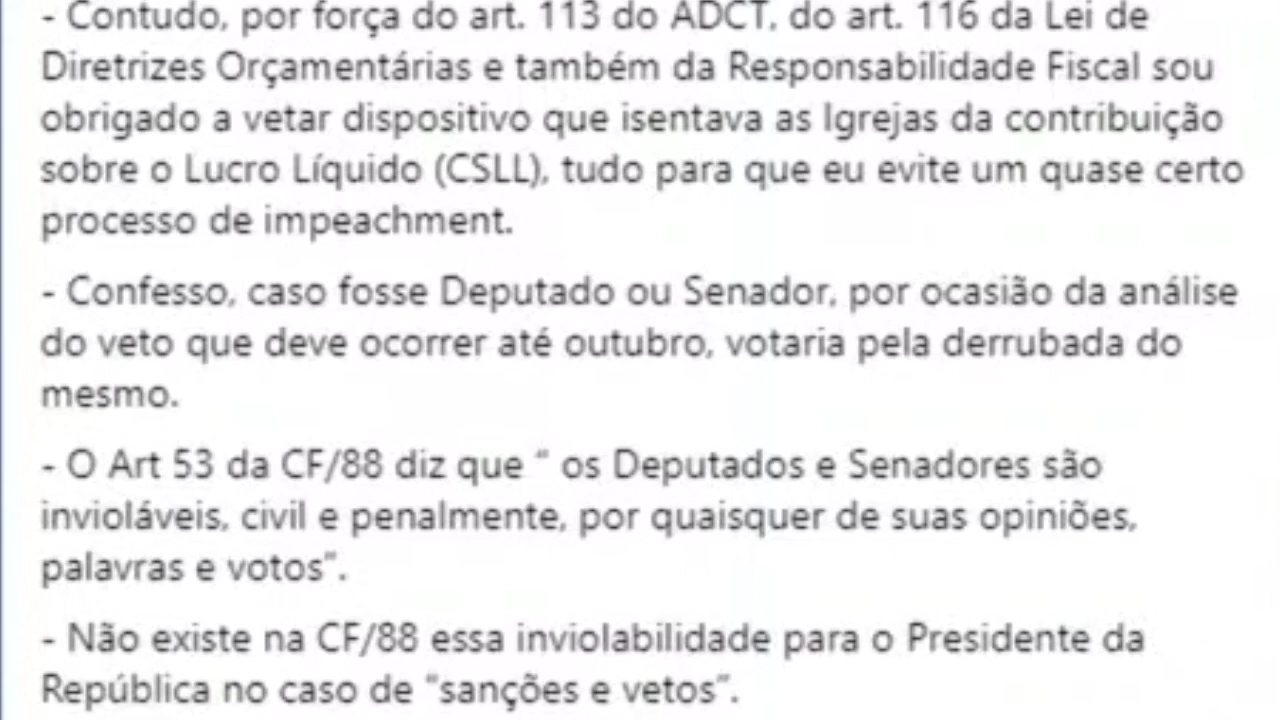 - Contudo, por força do art. 113 do ADCT, do art. 116 da Lei de
Diretrizes Orçamentárias e também da Responsabilidade Fiscal sou
obrigado a vetar dispositivo que isentava as Igrejas da contribuição
sobre o Lucro Líquido (CSLL), tudo para que eu evite um quase certo
processo de impeachment.
- Confesso, caso fosse Deputado ou Senador, por ocasião da análise
do veto que deve ocorrer até outubro, votaria pela derrubada do
mesmo.
- O Art 53 da CF/88 diz que “ os Deputados e Senadores são
invioláveis, civil e penalmente, por quaisquer de suas opiniões,
palavras e votos”.
- Não existe na CF/88 essa inviolabilidade para o Presidente da
República no caso de “sanções e vetos”.